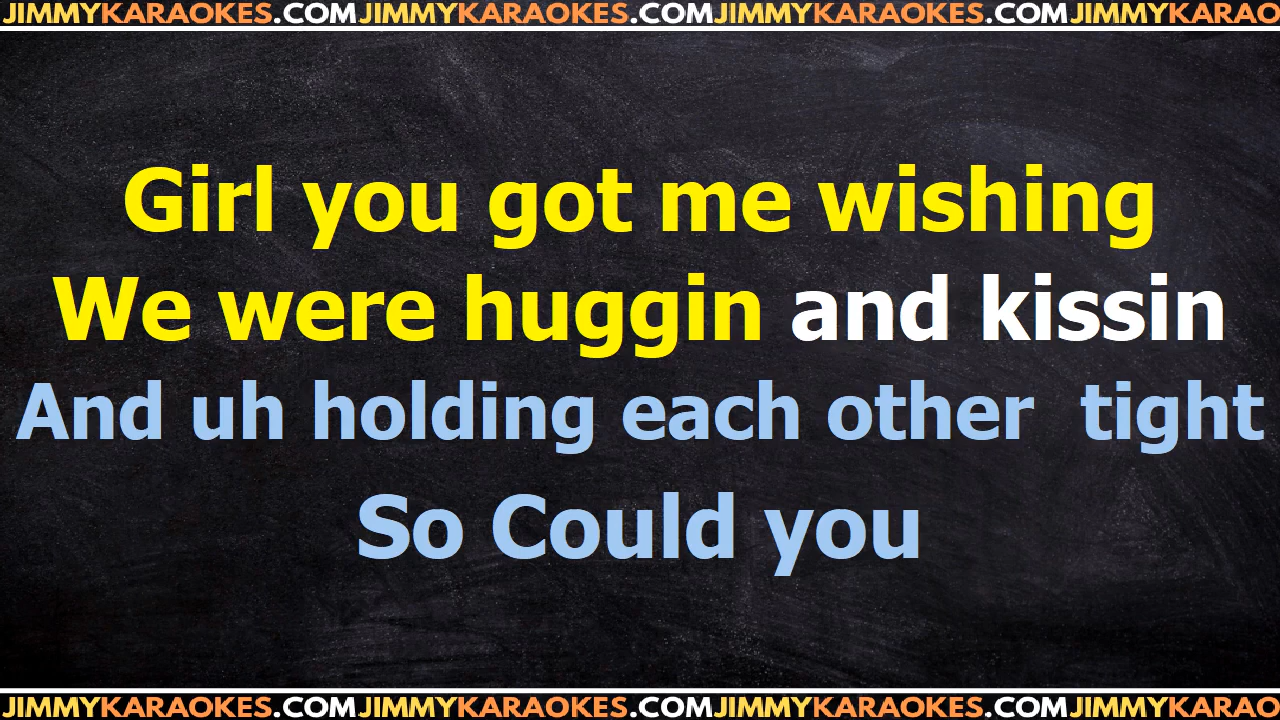 JIMMYKARAOKES.COMJIMMYKARAOKES.COMJIMMYKARAOKES.COMJIMMYKARAO
Girl you got me wishing
We were huggin and kissin
And uh holding each other  tight
So Could you
JIMMYKARAOKES.COMJIMMYKARAOKES.COMJIMMYKARAOKES.COMJIMMYKARAO